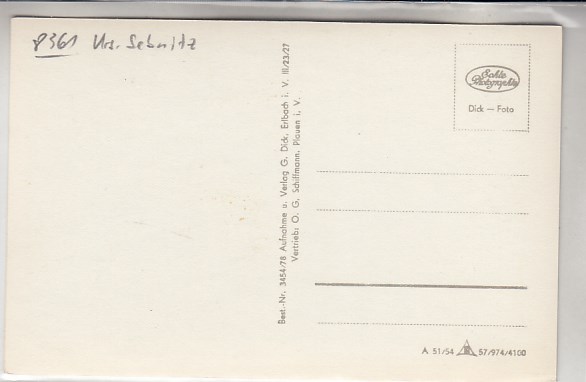 8361 Krs. Sebnitz
Best.-Nr. 3454/78 Aufnahme u. Verlag G. Dick, Erlbach i. V. III/23/27
Vertrieb: O. G. Schiffmann, Plauen i. V.
Echte
Photographie
Dick — Foto
A 51/54 57/974/4100